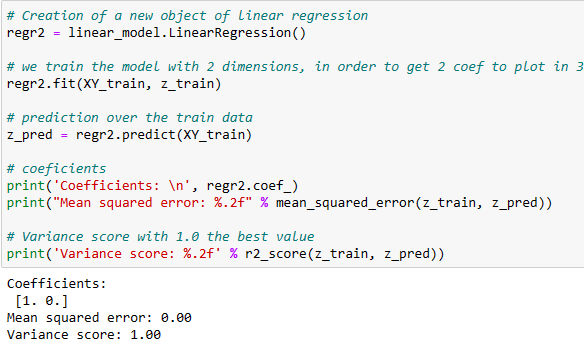 # Creation of a new object of linear regression
regr2 = linear_model.LinearRegression()
# we train the model with 2 dimensions, in order to get 2 coef to plot in 3
regr2.fit(XY_train, z_train)
# prediction over the train data
z_pred = regr2.predict(XY_train)
# coeficients
print('Coefficients: \n', regr2.coef_)
print("Mean squared error: %.2f" % mean_squared_error(z_train, z_pred))
# Variance score with 1.0 the best value
print('Variance score: %.2f' % r2_score(z_train, z_pred))
Coefficients:
[1. 0.]
Mean squared error: 0.00
Variance score: 1.00